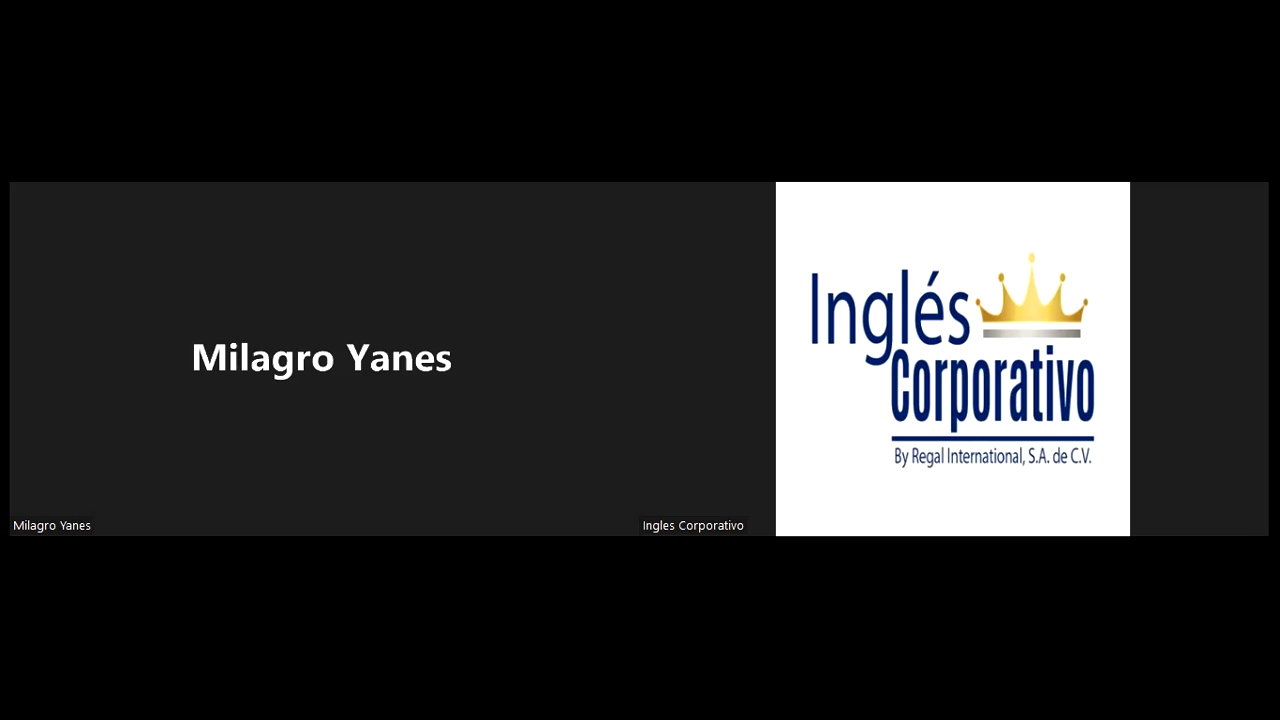 Milagro Yanes
Milagro Yanes
Inglés
Corporativo
By Regal International, S.A. de C.V.
Ingles Corporativo